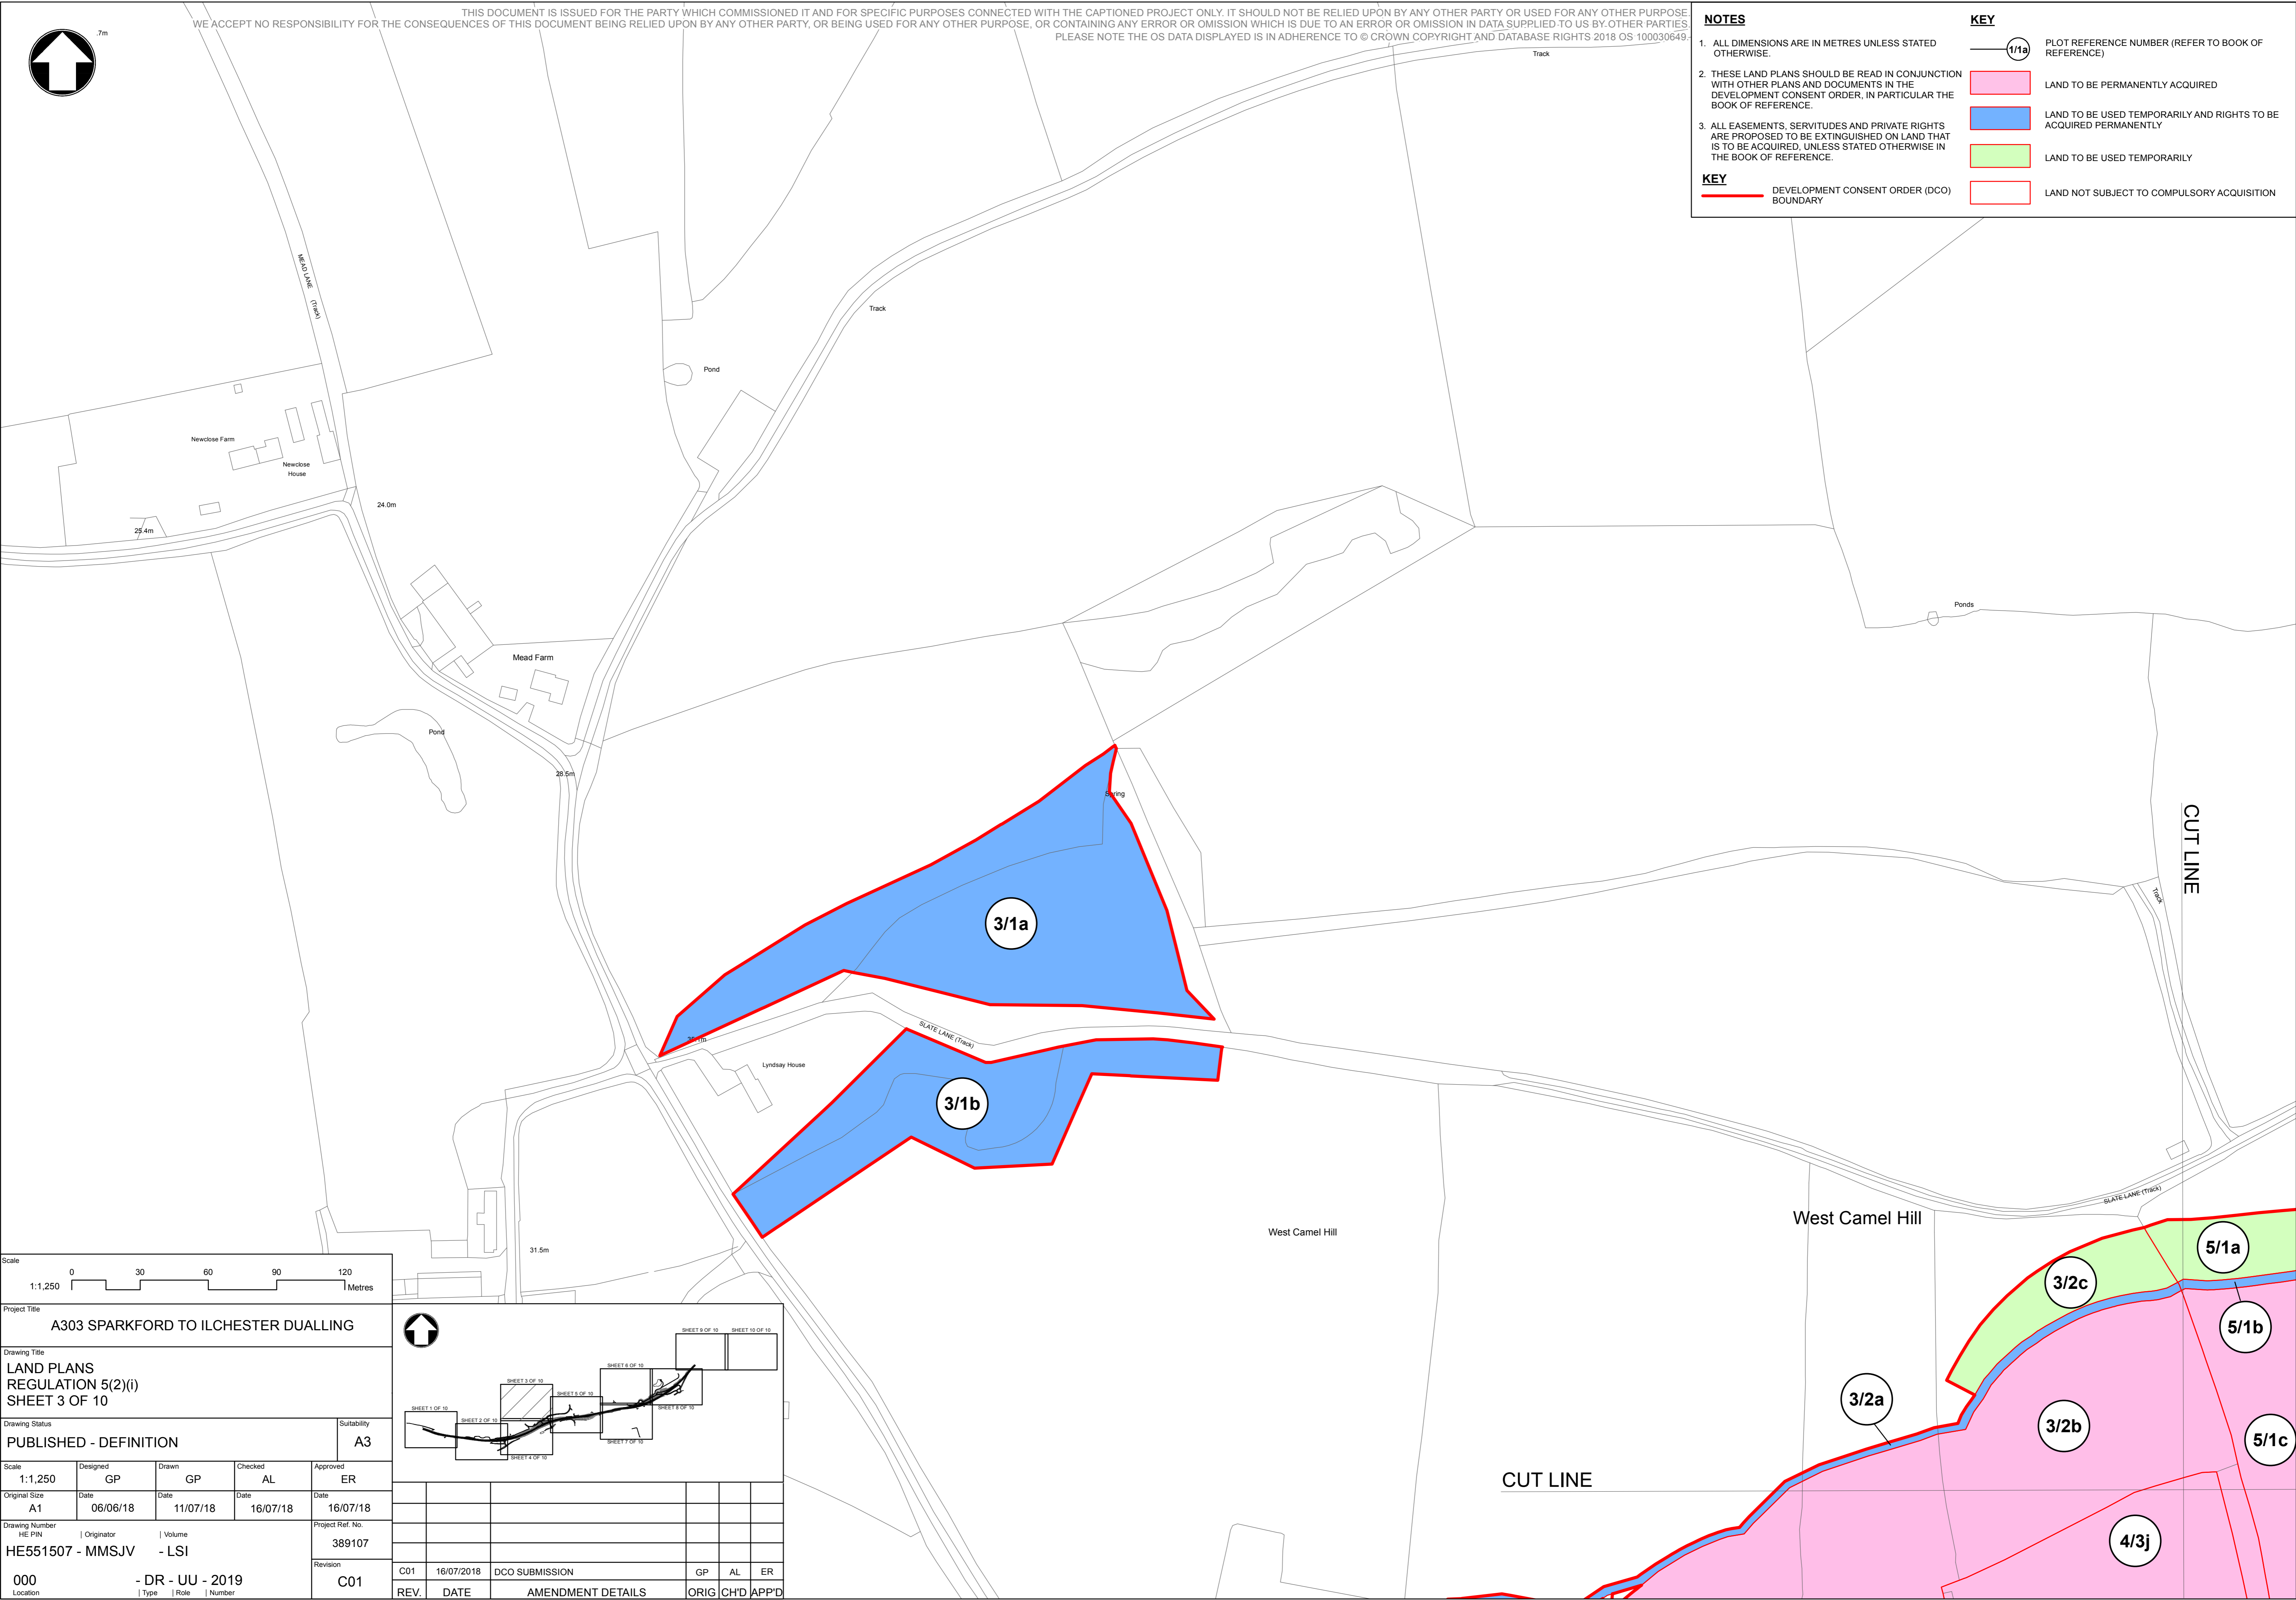 THIS DOCUMENT IS ISSUED FOR THE PARTY WHICH COMMISSIONED IT AND FOR SPECIFIC PURPOSES CONNECTED WITH THE CAPTIONED PROJECT ONLY. IT SHOULD NOT BE RELIED UPON BY ANY OTHER PARTY OR USED FOR ANY OTHER PURPOSE.
WE ACCEPT NO RESPONSIBILITY FOR THE CONSEQUENCES OF THIS DOCUMENT BEING RELIED UPON BY ANY OTHER PARTY, OR BEING USED FOR ANY OTHER PURPOSE, OR CONTAINING ANY ERROR OR OMISSION WHICH IS DUE TO AN ERROR OR OMISSION IN DATA SUPPLIED TO US BY OTHER PARTIES.
PLEASE NOTE THE OS DATA DISPLAYED IS IN ADHERENCE TO © CROWN COPYRIGHT AND DATABASE RIGHTS 2018 OS 100030649.
NOTES
1. ALL DIMENSIONS ARE IN METRES UNLESS STATED
OTHERWISE.
2. THESE LAND PLANS SHOULD BE READ IN CONJUNCTION
WITH OTHER PLANS AND DOCUMENTS IN THE
DEVELOPMENT CONSENT ORDER, IN PARTICULAR THE
BOOK OF REFERENCE.
3. ALL EASEMENTS, SERVITUDES AND PRIVATE RIGHTS
ARE PROPOSED TO BE EXTINGUISHED ON LAND THAT
IS TO BE ACQUIRED, UNLESS STATED OTHERWISE IN
THE BOOK OF REFERENCE.
KEY
DEVELOPMENT CONSENT ORDER (DCO)
BOUNDARY
KEY
1/1a
PLOT REFERENCE NUMBER (REFER TO BOOK OF
REFERENCE)
LAND TO BE PERMANENTLY ACQUIRED
LAND TO BE USED TEMPORARILY AND RIGHTS TO BE
ACQUIRED PERMANENTLY
LAND TO BE USED TEMPORARILY
LAND NOT SUBJECT TO COMPULSORY ACQUISITION
.7m
Track
MEAD LANE (Track)
Track
Pond
Newclose Farm
Newclose
House
24.0m
25.4m
Ponds
Mead Farm
Pond
28.5m
Spring
CUT LINE
Track
3/1a
SLATE LANE (Track)
Lyndsay House
3/1b
SLATE LANE (Track)
West Camel Hill
West Camel Hill
31.5m
5/1a
3/2c
5/1b
3/2a
3/2b
5/1c
CUT LINE
4/3j
Scale
1:1,250
0 30 60 90 120
Metres
Project Title
A303 SPARKFORD TO ILCHESTER DUALLING
Drawing Title
LAND PLANS
REGULATION 5(2)(i)
SHEET 3 OF 10
Drawing Status
PUBLISHED - DEFINITION
Suitability
A3
Scale Designed Drawn Checked Approved
1:1,250 GP GP AL ER
Original Size Date Date Date Date
A1 06/06/18 11/07/18 16/07/18 16/07/18
Drawing Number
HE PIN | Originator | Volume
HE551507 - MMSJV - LSI
000 - DR - UU - 2019
Location | Type | Role | Number
Project Ref. No.
389107
Revision
C01
SHEET 9 OF 10 SHEET 10 OF 10
SHEET 6 OF 10
SHEET 3 OF 10
SHEET 5 OF 10
SHEET 1 OF 10
SHEET 2 OF 10
SHEET 8 OF 10
SHEET 7 OF 10
SHEET 4 OF 10
C01 16/07/2018 DCO SUBMISSION GP AL ER
REV. DATE AMENDMENT DETAILS ORIG CH'D APP'D